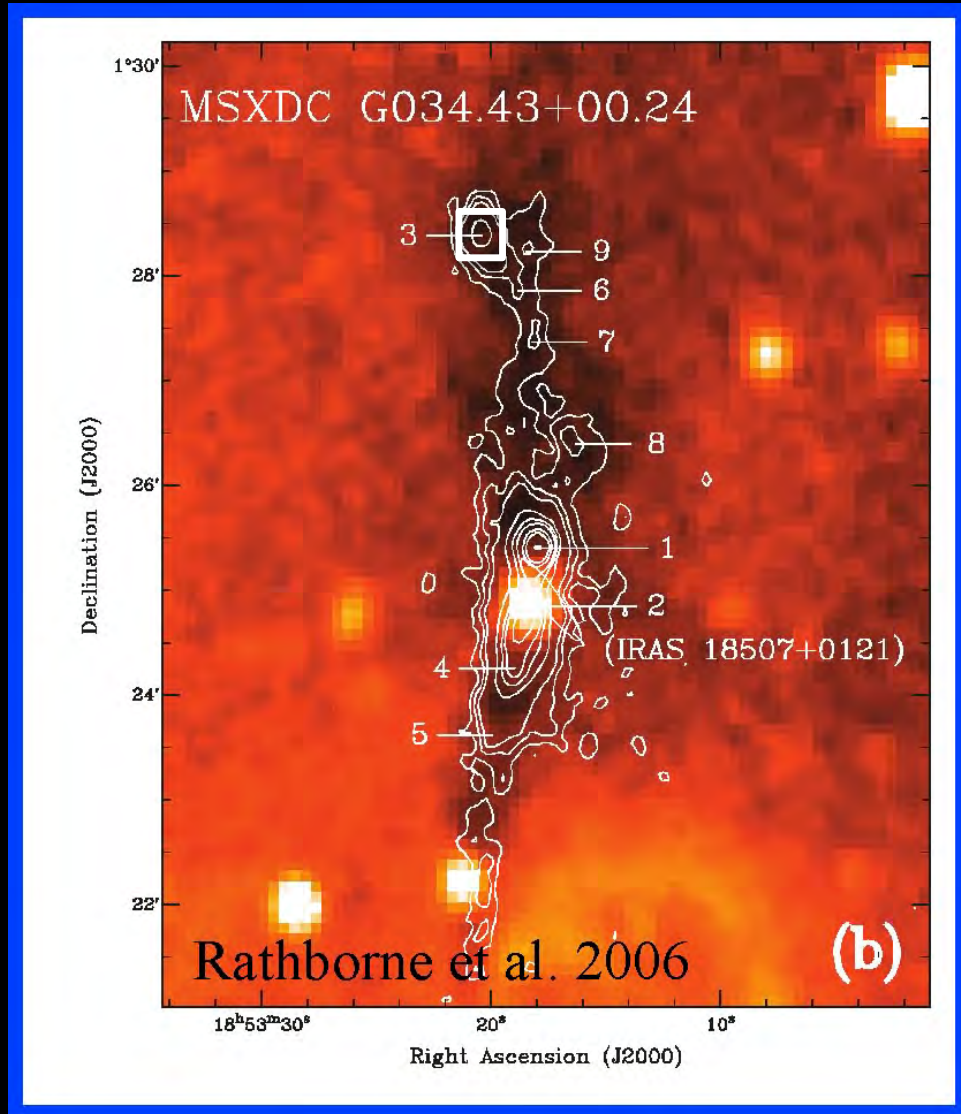 1°30'
MSXDC G034.43+00.24
3
9
28'
6
7
8
26'
1
Declination (J2000)
2
(IRAS 18507+0121)
4
24'
5
22'
Rathborne et al. 2006
(b)
18ʰ53ᵐ30ˢ
20ˢ
10ˢ
Right Ascension (J2000)